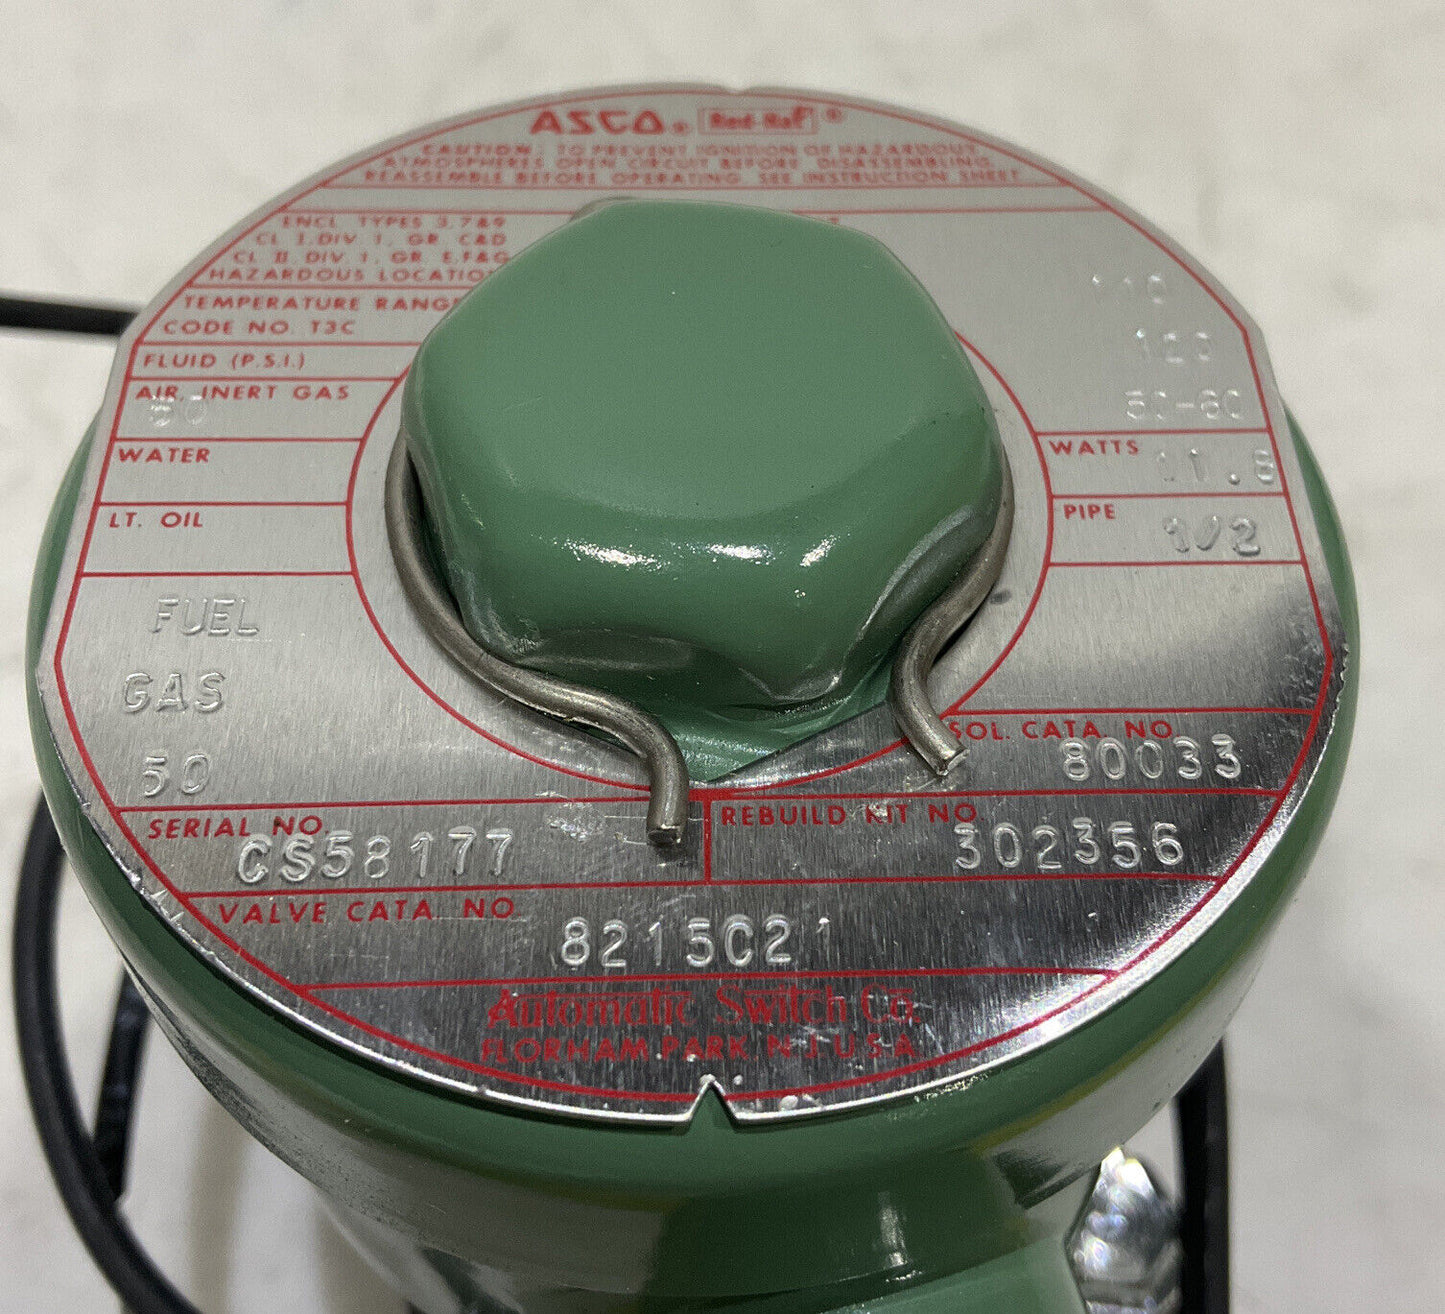 ASCO® Red-Hat®
CAUTION: TO PREVENT IGNITION OF HAZARDOUS
ATMOSPHERES OPEN CIRCUIT BEFORE DISASSEMBLING.
REASSEMBLE BEFORE OPERATING. SEE INSTRUCTION SHEET
ENCL. TYPES 3,7&9
CL. I, DIV. 1, GR. C&D
CL. II, DIV. 1, GR. E,F&G
HAZARDOUS LOCATION
TEMPERATURE RANGE
CODE NO. T3C
FLUID (P.S.I.)
AIR, INERT GAS
50
WATER
LT. OIL
FUEL
GAS
50
110
120
50-60
WATTS 11.8
PIPE 1/2
SOL. CATA. NO.
80033
SERIAL NO.
CS58177
REBUILD KIT NO
302356
VALVE CATA. NO
8215C21
Automatic Switch Co.
FLORHAM PARK N.J. U.S.A.